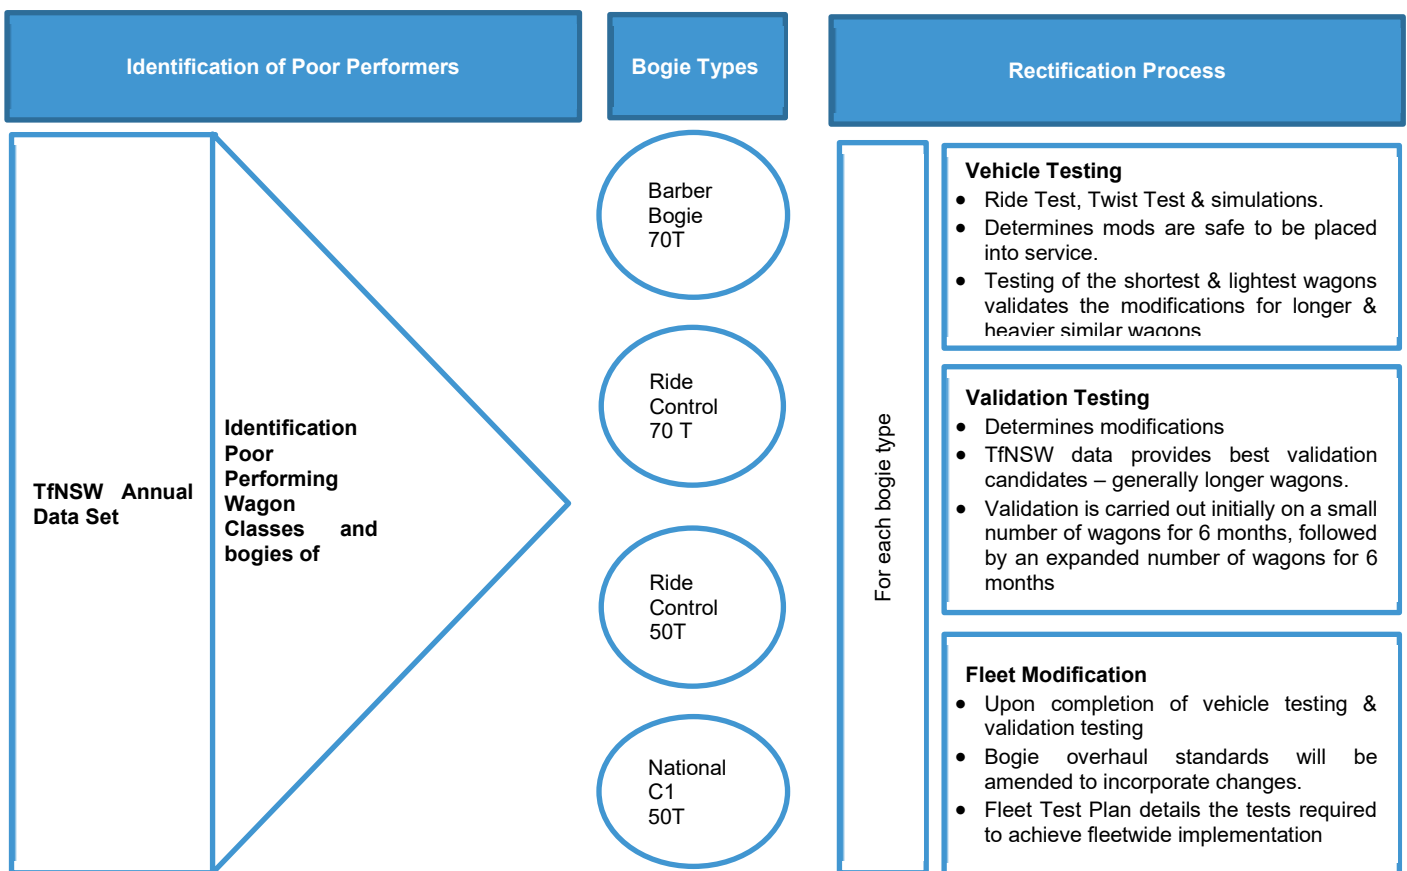 Identification of Poor Performers
Bogie Types
Rectification Process
TfNSW Annual
Data Set
Identification
Poor
Performing
Wagon
Classes and
bogies of
Barber
Bogie
70T
Ride
Control
70 T
Ride
Control
50T
National
C1
50T
For each bogie type
Vehicle Testing
• Ride Test, Twist Test & simulations.
• Determines mods are safe to be placed
into service.
• Testing of the shortest & lightest wagons
validates the modifications for longer &
heavier similar wagons
Validation Testing
• Determines modifications
• TfNSW data provides best validation
candidates – generally longer wagons.
• Validation is carried out initially on a small
number of wagons for 6 months, followed
by an expanded number of wagons for 6
months
Fleet Modification
• Upon completion of vehicle testing &
validation testing
• Bogie overhaul standards will be
amended to incorporate changes.
• Fleet Test Plan details the tests required
to achieve fleetwide implementation